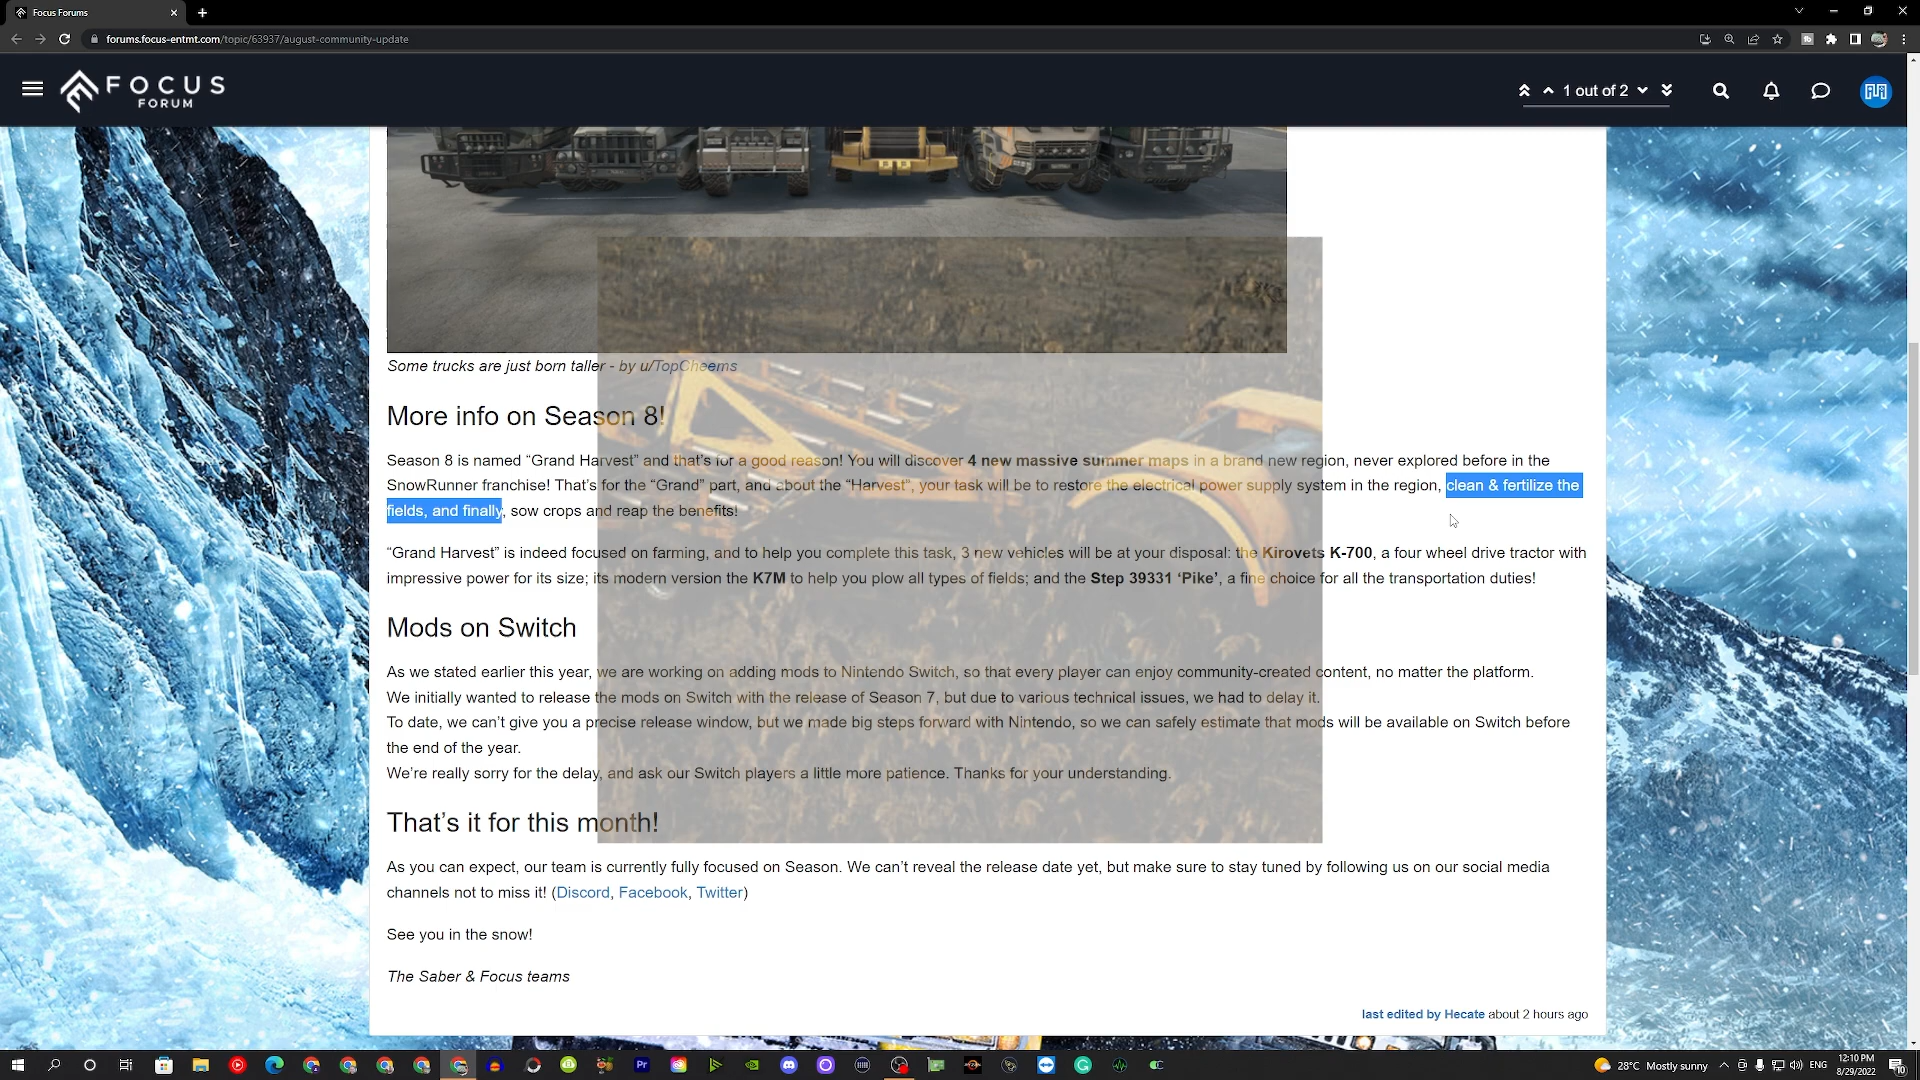 Focus Forums
forums.focus-entmt.com/topic/63937/august-community-update
FOCUS
FORUM
1 out of 2
Some trucks are just born taller - by u/TopCheems
More info on Season 8!
Season 8 is named “Grand Harvest” and that’s for a good reason! You will discover 4 new massive summer maps in a brand new region, never explored before in the
SnowRunner franchise! That’s for the “Grand” part, and about the “Harvest”, your task will be to restore the electrical power supply system in the region, clean & fertilize the
fields, and finally, sow crops and reap the benefits!
“Grand Harvest” is indeed focused on farming, and to help you complete this task, 3 new vehicles will be at your disposal: the Kirovets K-700, a four wheel drive tractor with
impressive power for its size; its modern version the K7M to help you plow all types of fields; and the Step 39331 ‘Pike’, a fine choice for all the transportation duties!
Mods on Switch
As we stated earlier this year, we are working on adding mods to Nintendo Switch, so that every player can enjoy community-created content, no matter the platform.
We initially wanted to release the mods on Switch with the release of Season 7, but due to various technical issues, we had to delay it.
To date, we can’t give you a precise release window, but we made big steps forward with Nintendo, so we can safely estimate that mods will be available on Switch before
the end of the year.
We’re really sorry for the delay, and ask our Switch players a little more patience. Thanks for your understanding.
That’s it for this month!
As you can expect, our team is currently fully focused on Season. We can’t reveal the release date yet, but make sure to stay tuned by following us on our social media
channels not to miss it! (Discord, Facebook, Twitter)
See you in the snow!
The Saber & Focus teams
last edited by Hecate about 2 hours ago
Pr
28°C Mostly sunny
ENG
12:10 PM
8/29/2022